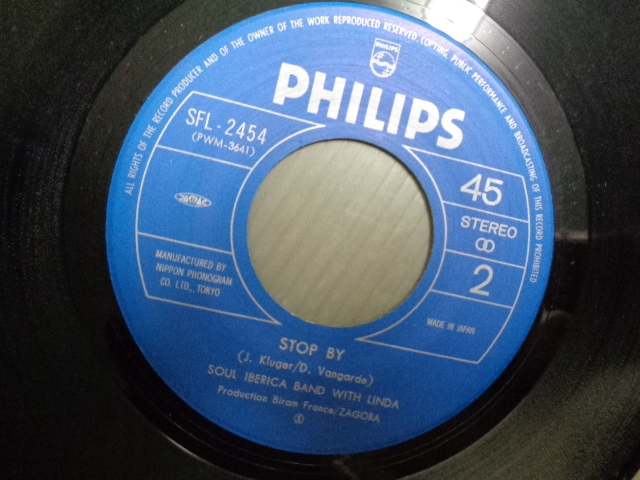 ALL RIGHTS OF THE RECORD PRODUCER AND OF THE OWNER OF THE WORK REPRODUCED RESERVED. COPYING, PUBLIC PERFORMANCE AND BROADCASTING OF THIS RECORD PROHIBITED
PHILIPS
PHILIPS
SFL-2454
(PWM-3641)
45
STEREO
2
MANUFACTURED BY
NIPPON PHONOGRAM
CO. LTD., TOKYO
MADE IN JAPAN
STOP BY
(J. Kluger/D. Vangarde)
SOUL IBERICA BAND WITH LINDA
Production Biram France/ZAGORA